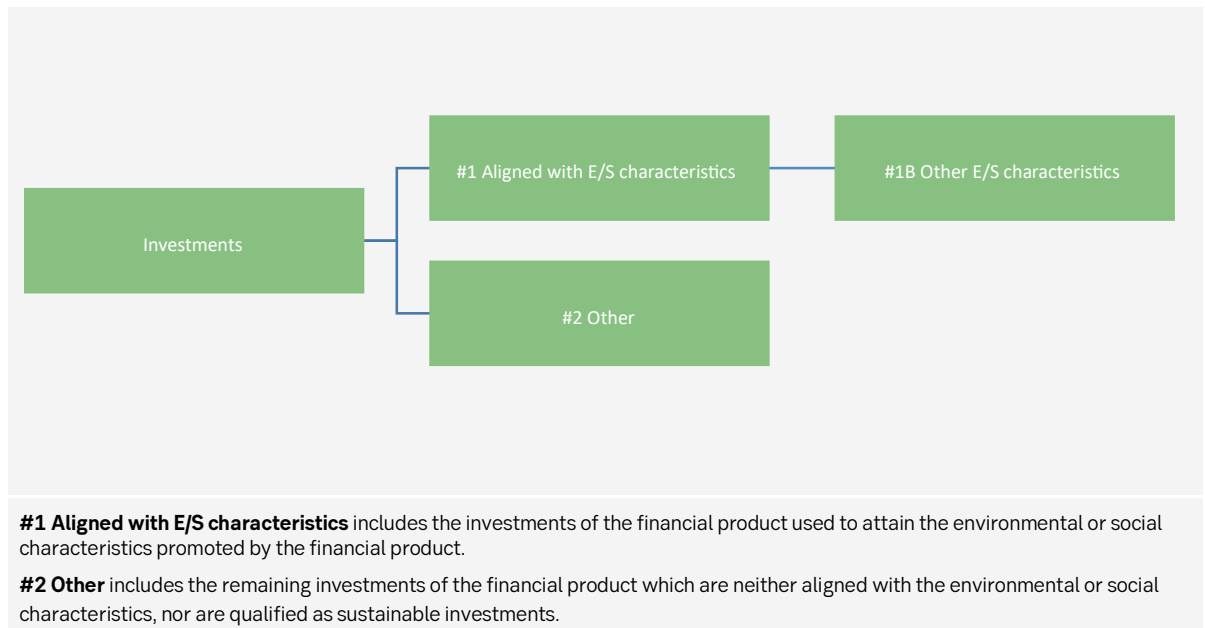 #1 Aligned with E/S characteristics
#1B Other E/S characteristics
Investments
#2 Other
#1 Aligned with E/S characteristics includes the investments of the financial product used to attain the environmental or social
characteristics promoted by the financial product.
#2 Other includes the remaining investments of the financial product which are neither aligned with the environmental or social
characteristics, nor are qualified as sustainable investments.